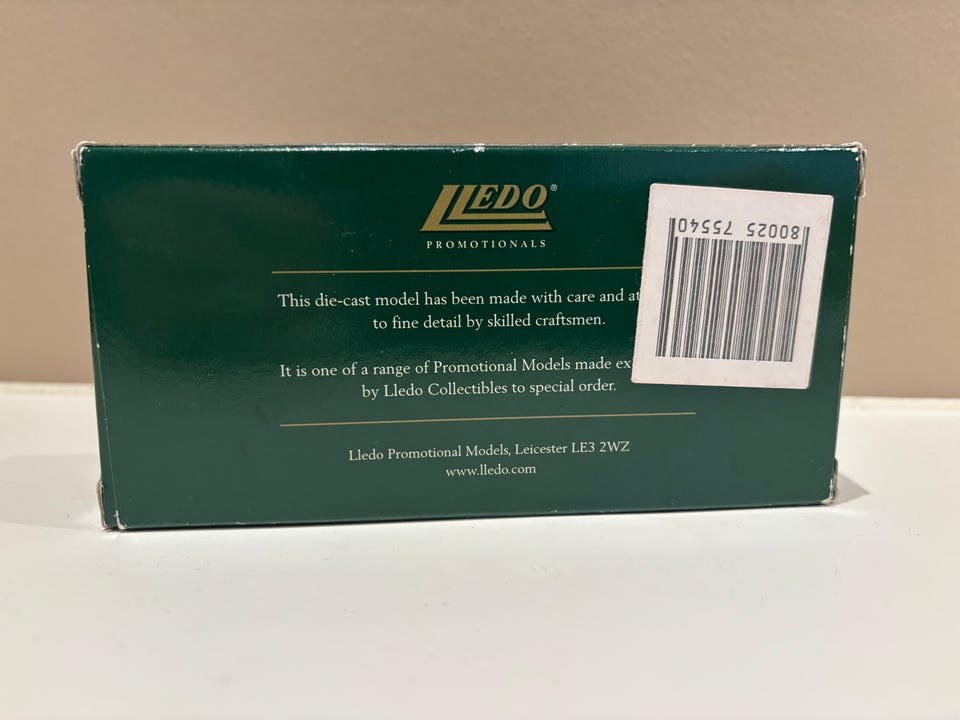 LLEDO®
PROMOTIONALS
This die-cast model has been made with care and at
to fine detail by skilled craftsmen.
It is one of a range of Promotional Models made ex
by Lledo Collectibles to special order.
Lledo Promotional Models, Leicester LE3 2WZ
www.lledo.com
80025 75540